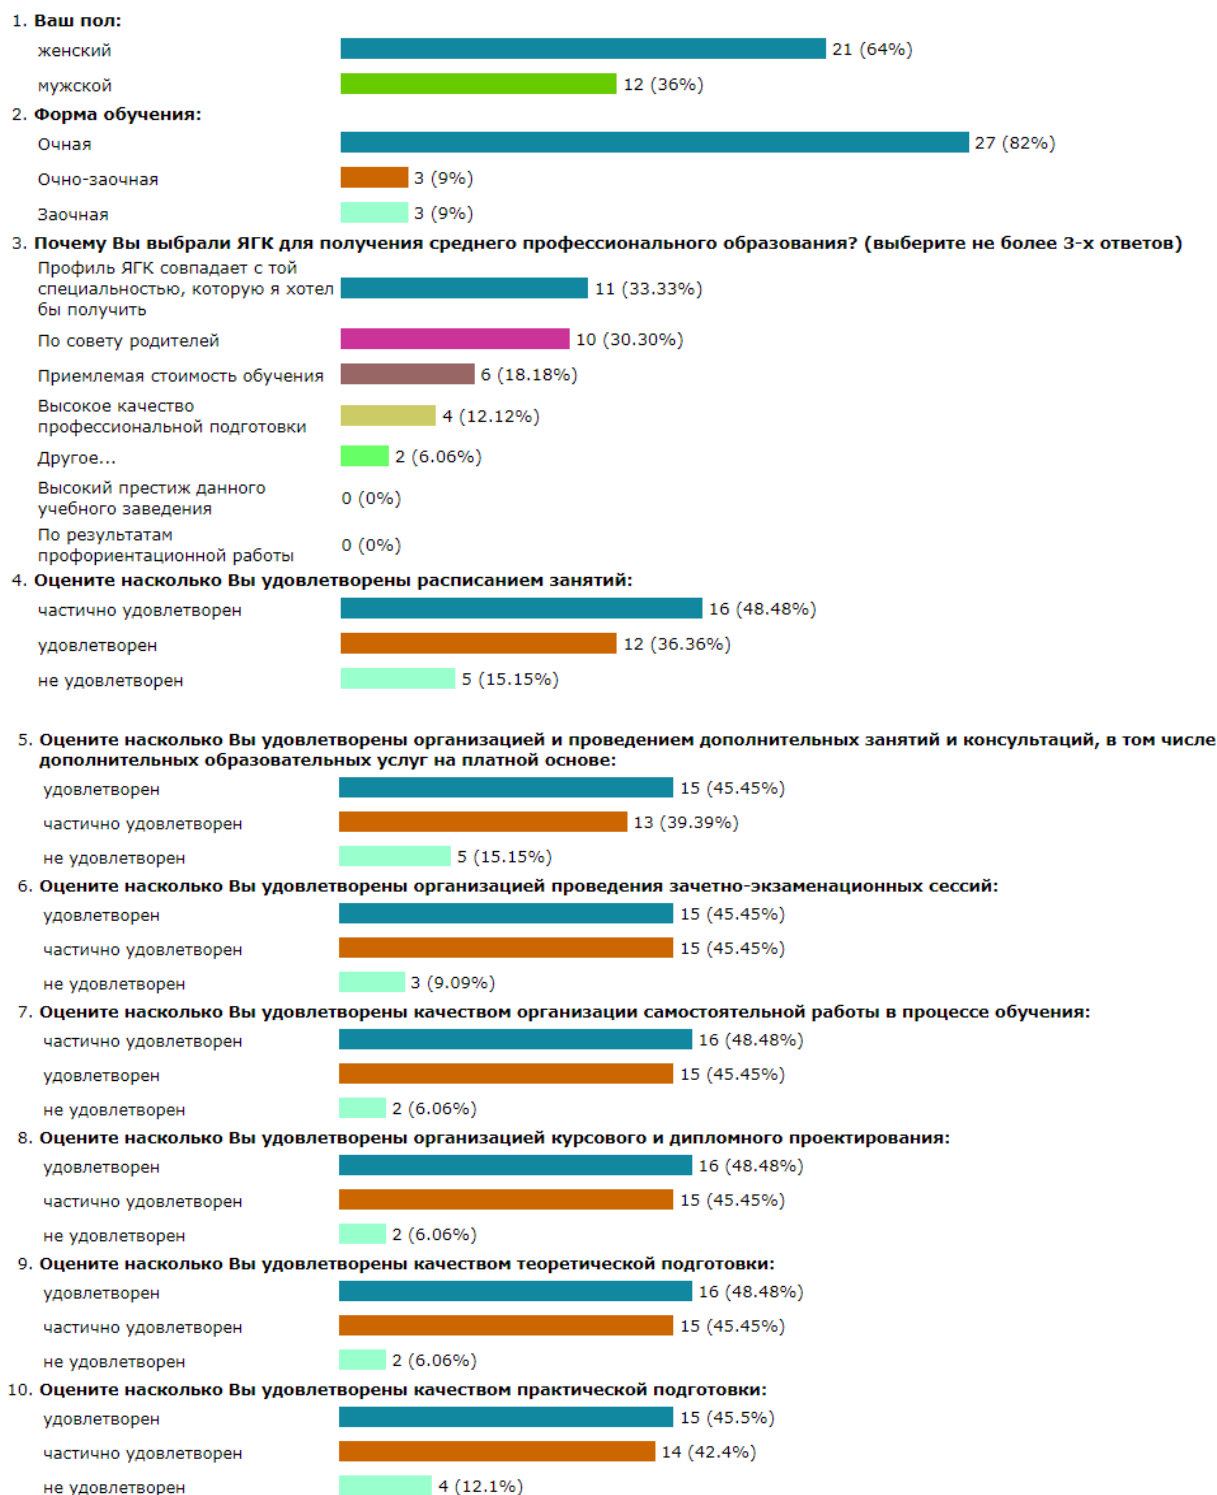 1. Ваш пол:
женский 21 (64%)
мужской 12 (36%)
2. Форма обучения:
Очная 27 (82%)
Очно-заочная 3 (9%)
Заочная 3 (9%)
3. Почему Вы выбрали ЯГК для получения среднего профессионального образования? (выберите не более 3-х ответов)
Профиль ЯГК совпадает с той
специальностью, которую я хотел 11 (33.33%)
бы получить
По совету родителей 10 (30.30%)
Приемлемая стоимость обучения 6 (18.18%)
Высокое качество
профессиональной подготовки 4 (12.12%)
Другое... 2 (6.06%)
Высокий престиж данного
учебного заведения 0 (0%)
По результатам
профориентационной работы 0 (0%)
4. Оцените насколько Вы удовлетворены расписанием занятий:
частично удовлетворен 16 (48.48%)
удовлетворен 12 (36.36%)
не удовлетворен 5 (15.15%)
5. Оцените насколько Вы удовлетворены организацией и проведением дополнительных занятий и консультаций, в том числе
дополнительных образовательных услуг на платной основе:
удовлетворен 15 (45.45%)
частично удовлетворен 13 (39.39%)
не удовлетворен 5 (15.15%)
6. Оцените насколько Вы удовлетворены организацией проведения зачетно-экзаменационных сессий:
удовлетворен 15 (45.45%)
частично удовлетворен 15 (45.45%)
не удовлетворен 3 (9.09%)
7. Оцените насколько Вы удовлетворены качеством организации самостоятельной работы в процессе обучения:
частично удовлетворен 16 (48.48%)
удовлетворен 15 (45.45%)
не удовлетворен 2 (6.06%)
8. Оцените насколько Вы удовлетворены организацией курсового и дипломного проектирования:
удовлетворен 16 (48.48%)
частично удовлетворен 15 (45.45%)
не удовлетворен 2 (6.06%)
9. Оцените насколько Вы удовлетворены качеством теоретической подготовки:
удовлетворен 16 (48.48%)
частично удовлетворен 15 (45.45%)
не удовлетворен 2 (6.06%)
10. Оцените насколько Вы удовлетворены качеством практической подготовки:
удовлетворен 15 (45.5%)
частично удовлетворен 14 (42.4%)
не удовлетворен 4 (12.1%)